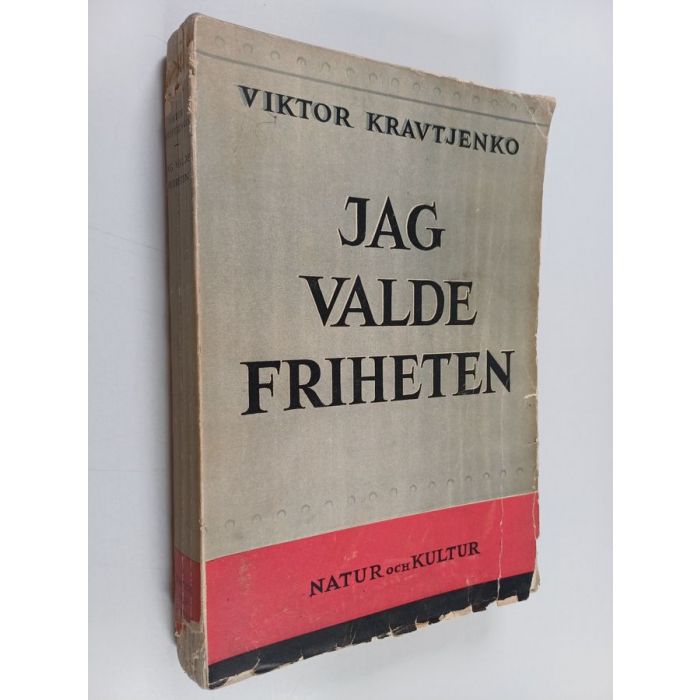 VIKTOR KRAVTJENKO
JAG
VALDE
FRIHETEN
NATUR OCH KULTUR